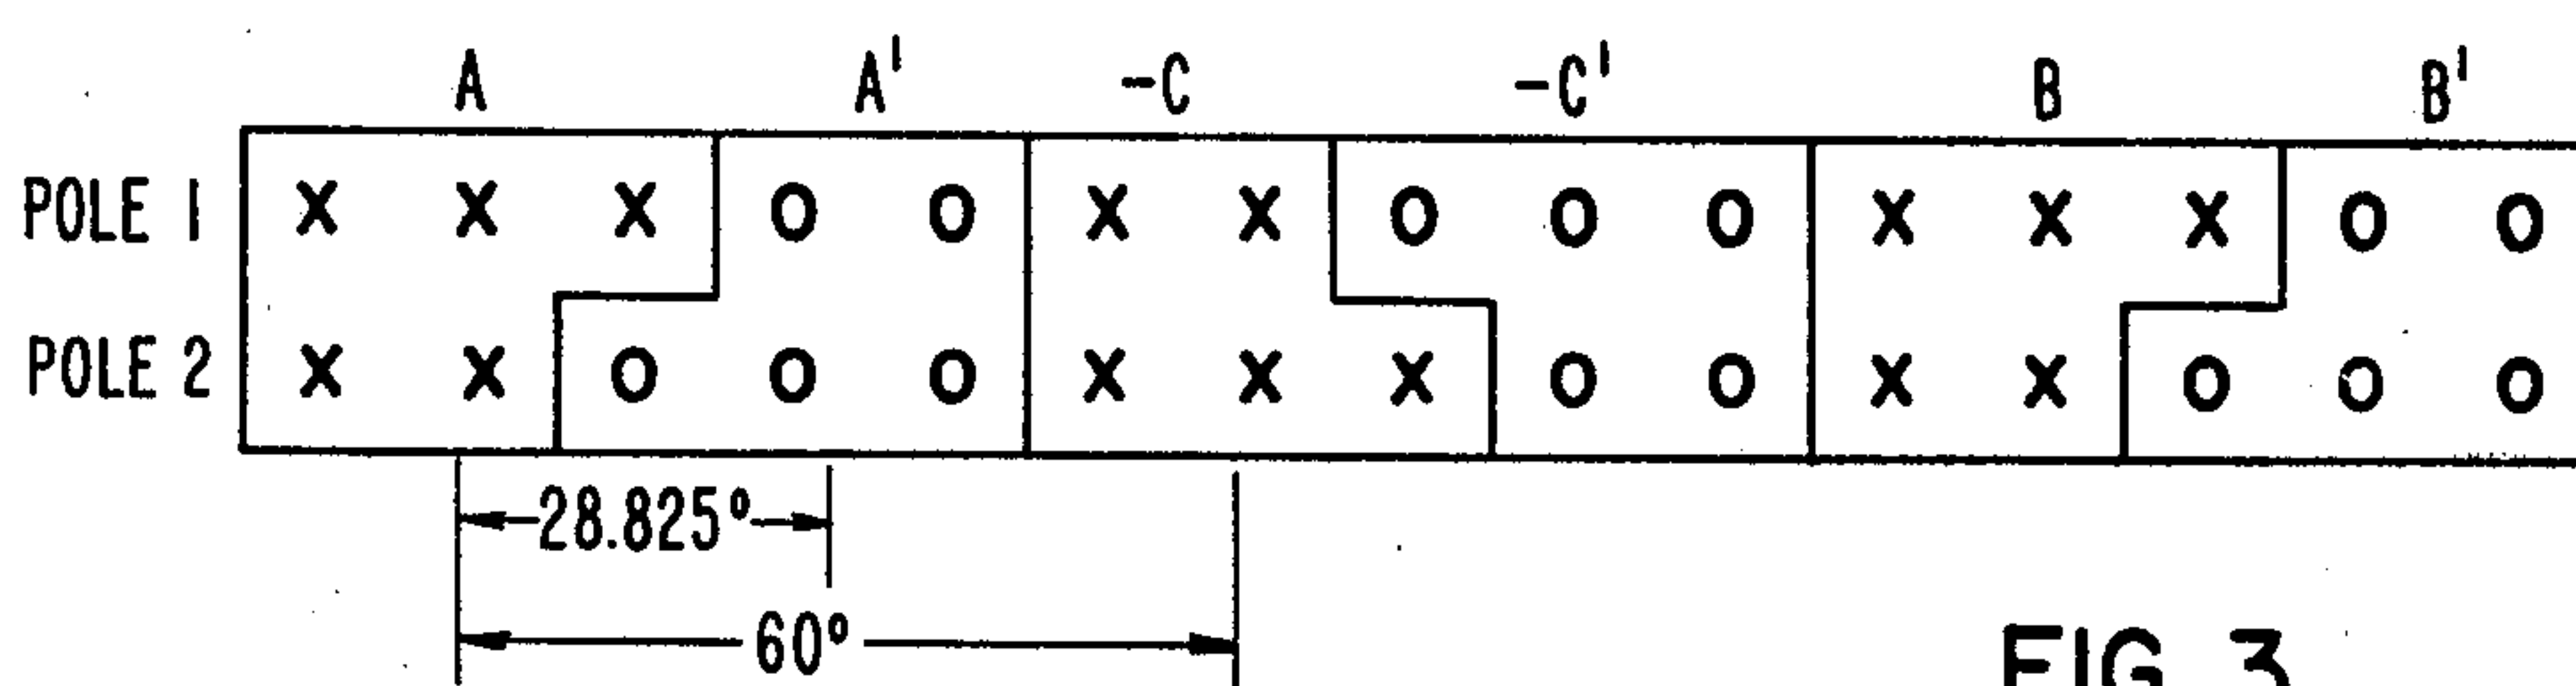 A A' -C -C' B B'
POLE 1 X X X O O X X O O O X X X O O
POLE 2 X X O O O X X X O O X X O O O
28.825°
60°
FIG. 3